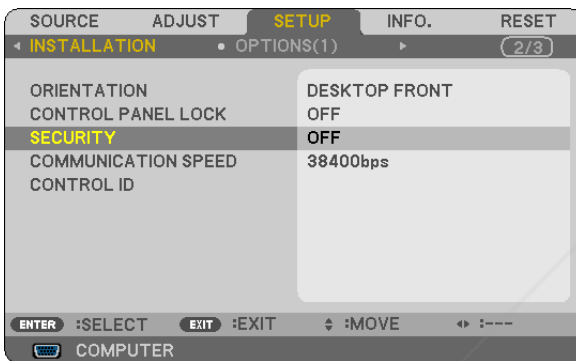 SOURCE ADJUST SETUP INFO. RESET
INSTALLATION • OPTIONS(1) 2/3
ORIENTATION DESKTOP FRONT
CONTROL PANEL LOCK OFF
SECURITY OFF
COMMUNICATION SPEED 38400bps
CONTROL ID
ENTER :SELECT EXIT :EXIT :MOVE :---
COMPUTER